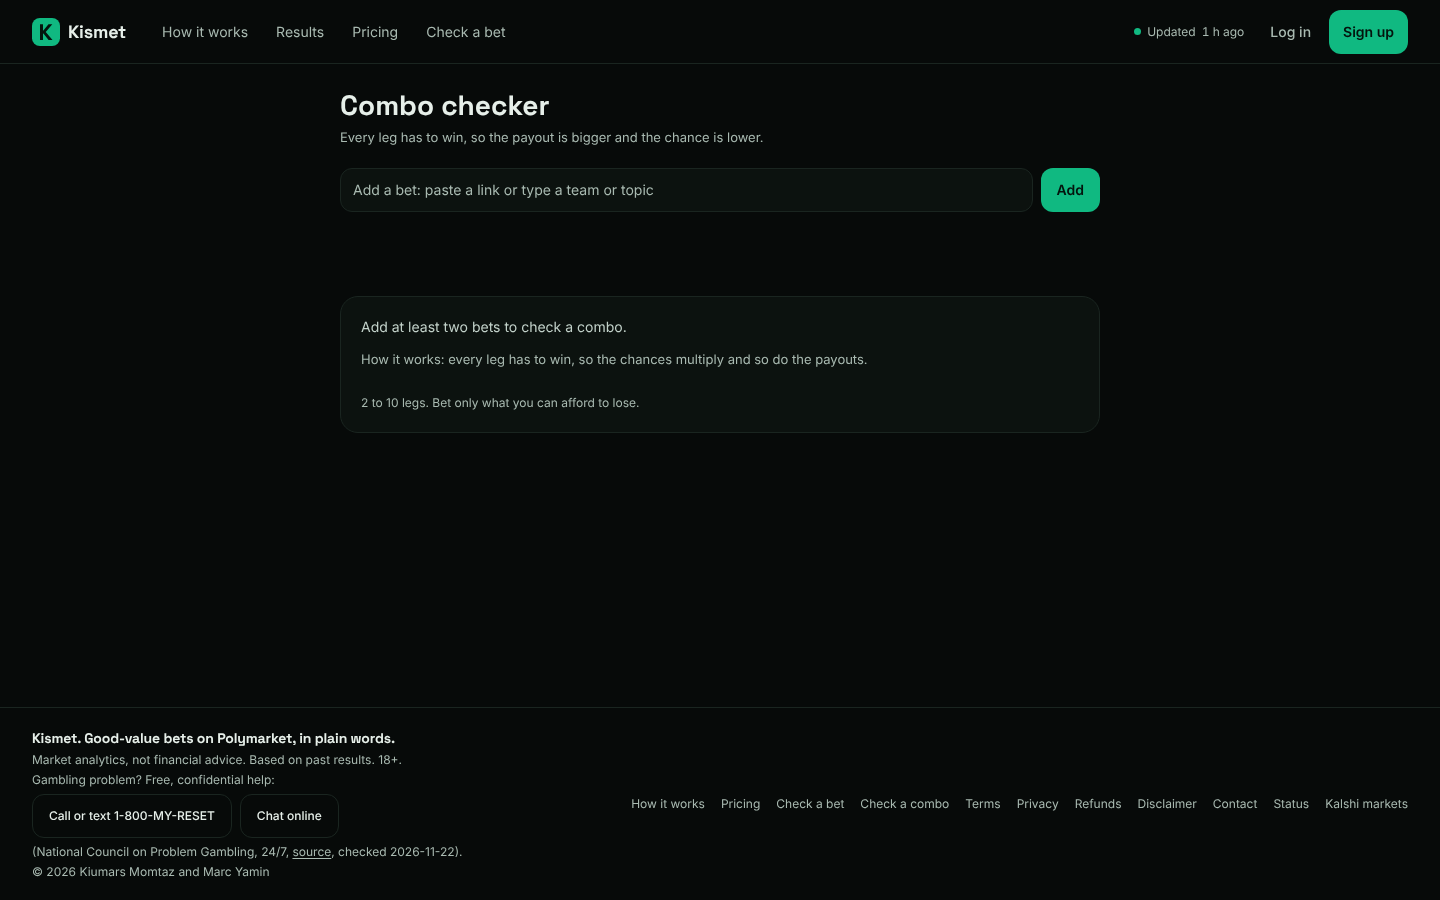 K Kismet How it works Results Pricing Check a bet Updated 1 h ago Log in Sign up
Combo checker
Every leg has to win, so the payout is bigger and the chance is lower.
Add a bet: paste a link or type a team or topic Add
Add at least two bets to check a combo.
How it works: every leg has to win, so the chances multiply and so do the payouts.
2 to 10 legs. Bet only what you can afford to lose.
Kismet. Good-value bets on Polymarket, in plain words.
Market analytics, not financial advice. Based on past results. 18+.
Gambling problem? Free, confidential help:
Call or text 1-800-MY-RESET Chat online
(National Council on Problem Gambling, 24/7, source, checked 2026-11-22).
© 2026 Kiumars Momtaz and Marc Yamin
How it works Pricing Check a bet Check a combo Terms Privacy Refunds Disclaimer Contact Status Kalshi markets